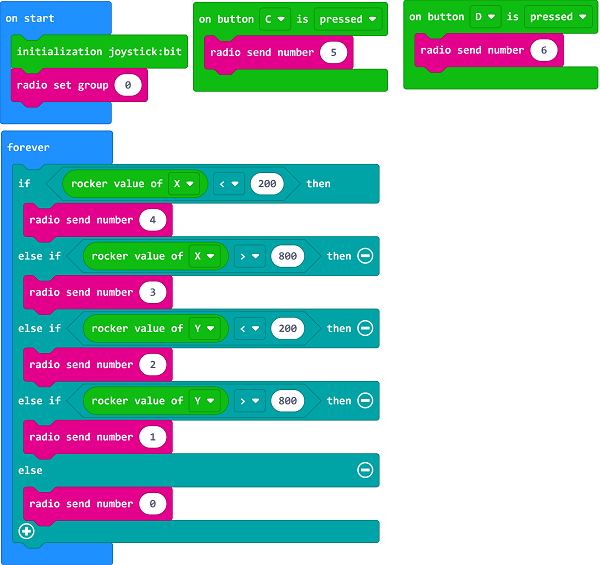 on start
initialization joystick:bit
radio set group 0
on button C is pressed
radio send number 5
on button D is pressed
radio send number 6
forever
if rocker value of X < 200 then
radio send number 4
else if rocker value of X > 800 then
radio send number 3
else if rocker value of Y < 200 then
radio send number 2
else if rocker value of Y > 800 then
radio send number 1
else
radio send number 0